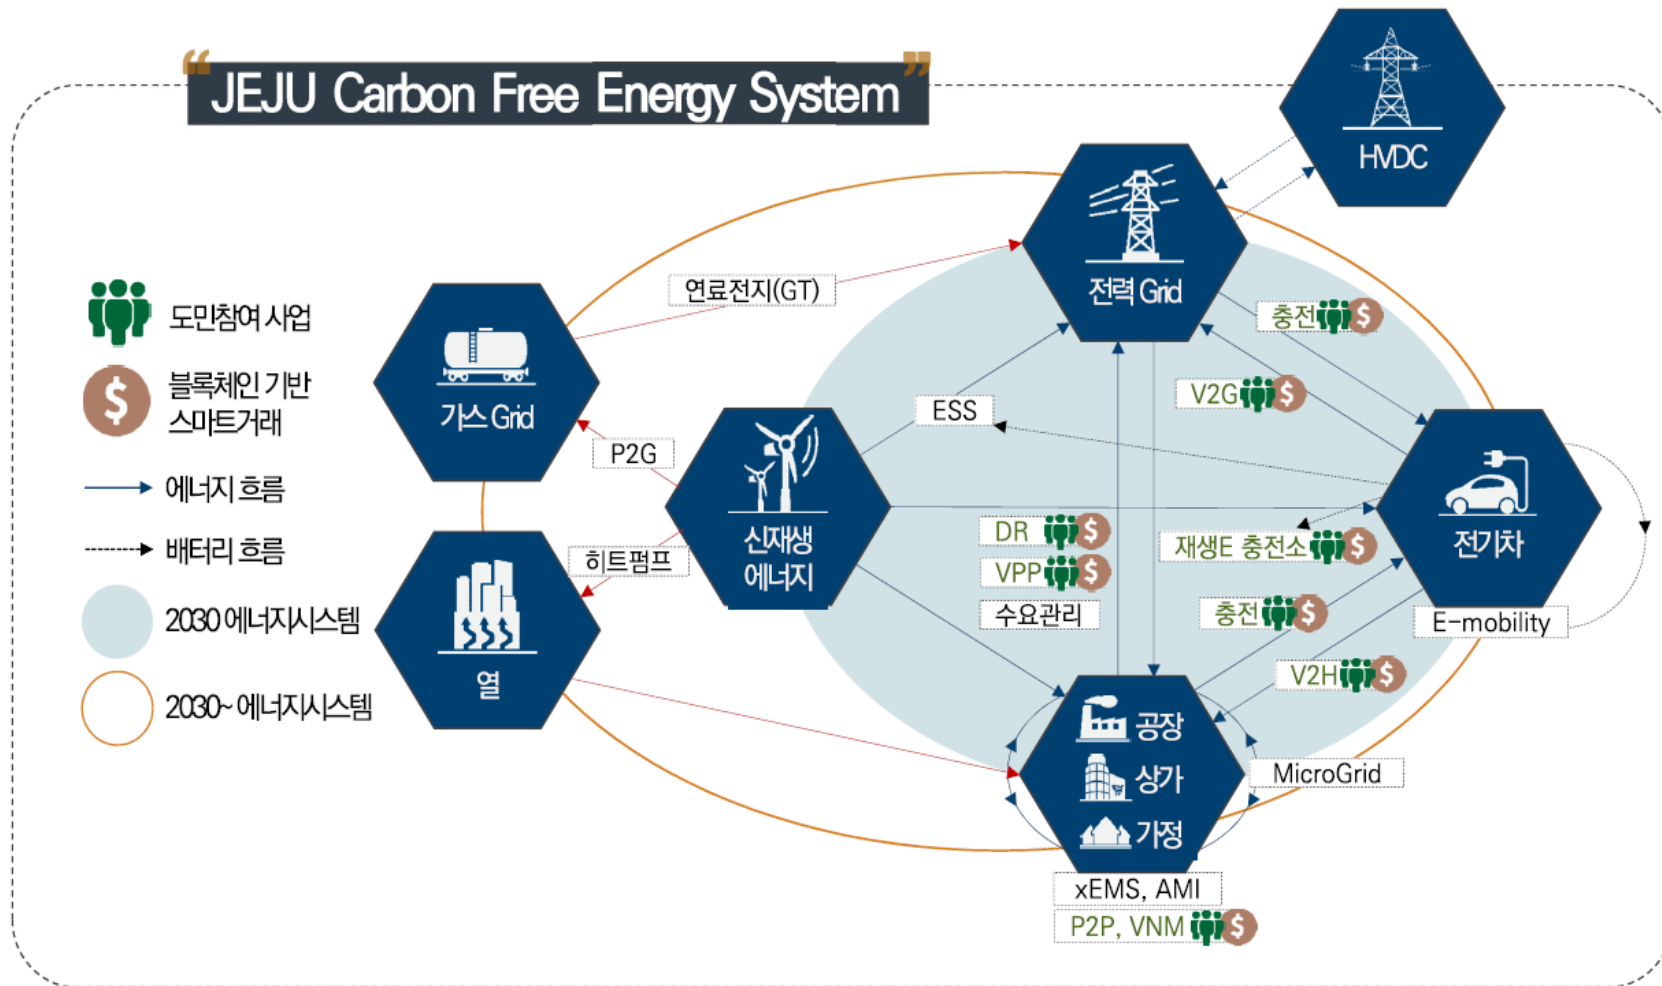 “ JEJU Carbon Free Energy System ”
HVDC
전력 Grid
연료전지(GT)
충전
도민참여 사업
가스 Grid
블록체인 기반
스마트거래
V2G
ESS
P2G
에너지 흐름
신재생
에너지
DR
재생E 충전소
전기차
배터리 흐름
히트펌프
VPP
수요관리
충전
E-mobility
2030 에너지시스템
열
V2H
2030~ 에너지시스템
공장
상가
가정
MicroGrid
xEMS, AMI
P2P, VNM